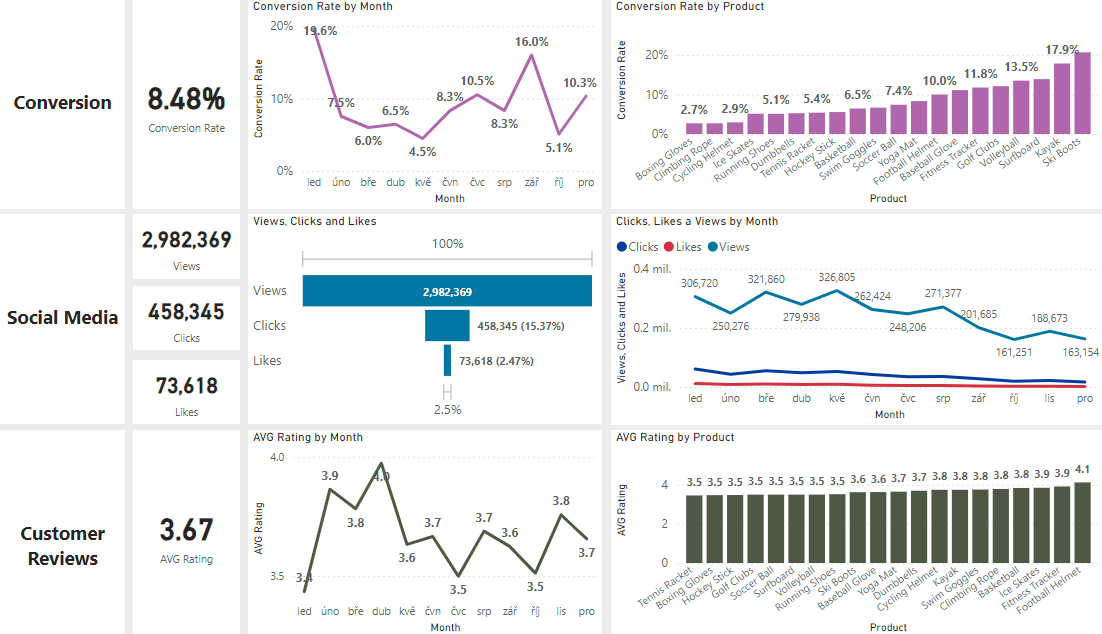 Conversion
8.48%
Conversion Rate
Conversion Rate by Month
Conversion Rate
20%
10%
0%
19.6%
7.5%
6.0%
6.5%
4.5%
8.3%
10.5%
8.3%
16.0%
5.1%
10.3%
led úno bře dub kvě čvn čvc srp zář říj pro
Month
Conversion Rate by Product
Conversion Rate
20%
10%
0%
2.7% 2.9% 5.1% 5.4% 6.5% 7.4% 10.0% 11.8% 13.5% 17.9%
Boxing Gloves
Climbing Rope
Cycling Helmet
Ice Skates
Running Shoes
Dumbbells
Tennis Racket
Hockey Stick
Basketball
Swim Goggles
Soccer Ball
Yoga Mat
Football Helmet
Baseball Glove
Fitness Tracker
Golf Clubs
Volleyball
Surfboard
Kayak
Ski Boots
Product
Social Media
2,982,369
Views
458,345
Clicks
73,618
Likes
Views, Clicks and Likes
100%
Views
2,982,369
Clicks
458,345 (15.37%)
Likes
73,618 (2.47%)
2.5%
Clicks, Likes a Views by Month
Clicks Likes Views
Views, Clicks and Likes
0.4 mil.
0.2 mil.
0.0 mil.
306,720
250,276
321,860
279,938
326,805
262,424
248,206
271,377
201,685
161,251
188,673
163,154
led úno bře dub kvě čvn čvc srp zář říj lis pro
Month
Customer
Reviews
3.67
AVG Rating
AVG Rating by Month
AVG Rating
4.0
3.5
3.4
3.9
3.8
4.0
3.6
3.7
3.5
3.7
3.6
3.5
3.8
3.7
led úno bře dub kvě čvn čvc srp zář říj lis pro
Month
AVG Rating by Product
AVG Rating
4
2
0
3.5 3.5 3.5 3.5 3.5 3.5 3.5 3.5 3.6 3.6 3.7 3.7 3.8 3.8 3.8 3.8 3.8 3.9 3.9 4.1
Tennis Racket
Boxing Gloves
Hockey Stick
Golf Clubs
Soccer Ball
Surfboard
Volleyball
Running Shoes
Ski Boots
Baseball Glove
Yoga Mat
Dumbbells
Cycling Helmet
Kayak
Swim Goggles
Climbing Rope
Basketball
Ice Skates
Fitness Tracker
Football Helmet
Product